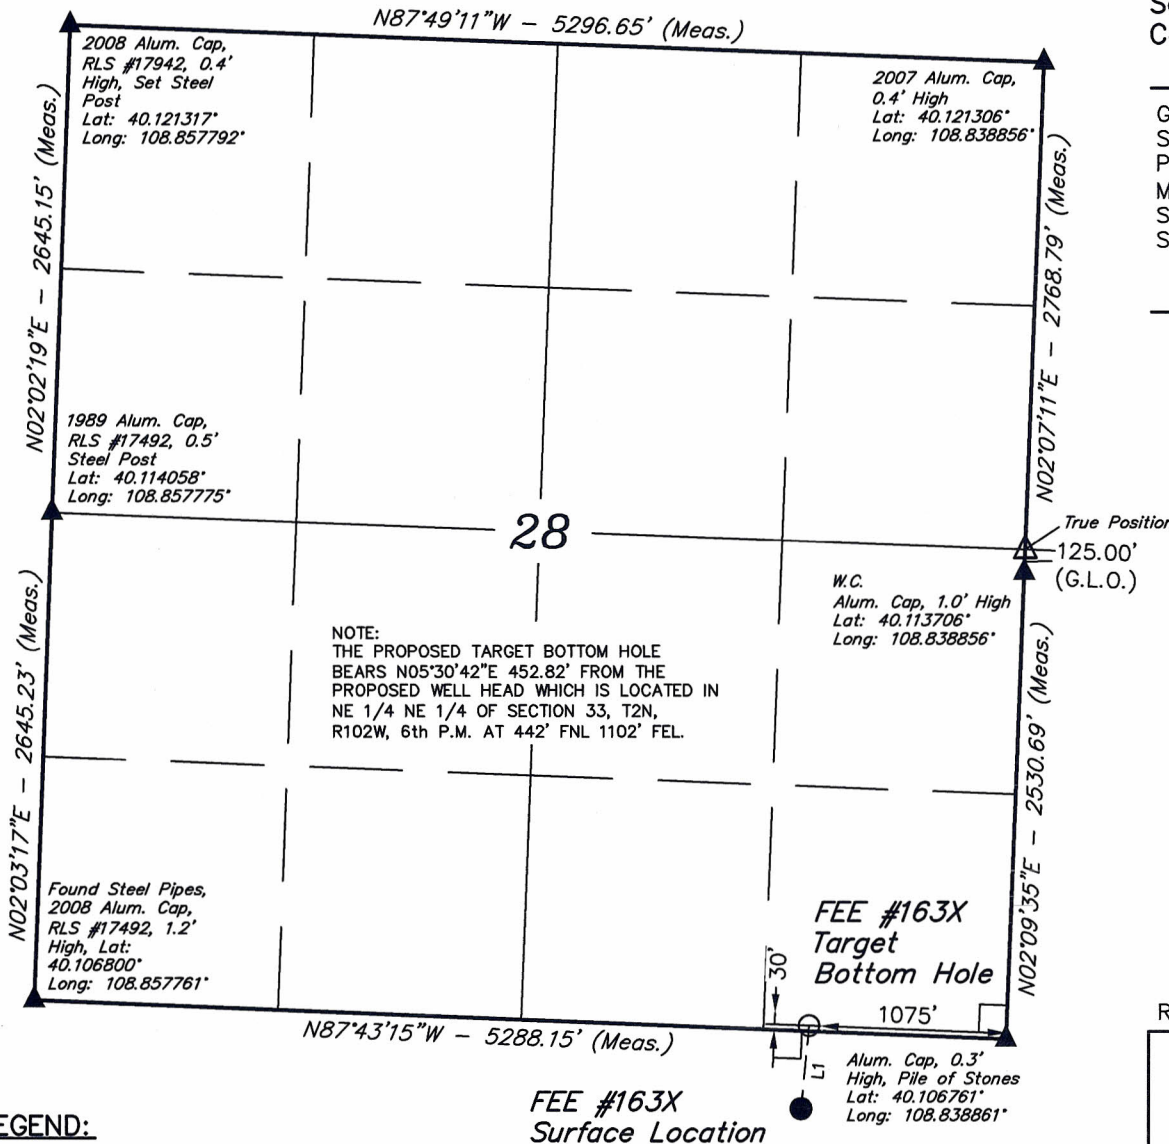 N87°49'11"W - 5296.65' (Meas.)
2008 Alum. Cap,
RLS #17942, 0.4'
High, Set Steel
Post
Lat: 40.121317°
Long: 108.857792°
2007 Alum. Cap,
0.4' High
Lat: 40.121306°
Long: 108.838856°
N02°02'19"E - 2645.15' (Meas.)
N02°07'11"E - 2768.79' (Meas.)
1989 Alum. Cap,
RLS #17492, 0.5'
Steel Post
Lat: 40.114058°
Long: 108.857775°
28
True Position
125.00'
(G.L.O.)
W.C.
Alum. Cap, 1.0' High
Lat: 40.113706°
Long: 108.838856°
NOTE:
THE PROPOSED TARGET BOTTOM HOLE
BEARS N05°30'42"E 452.82' FROM THE
PROPOSED WELL HEAD WHICH IS LOCATED IN
NE 1/4 NE 1/4 OF SECTION 33, T2N,
R102W, 6th P.M. AT 442' FNL 1102' FEL.
N02°03'17"E - 2645.23' (Meas.)
N02°09'35"E - 2530.69' (Meas.)
Found Steel Pipes,
2008 Alum. Cap,
RLS #17492, 1.2'
High, Lat:
40.106800°
Long: 108.857761°
FEE #163X
Target
Bottom Hole
30'
1075'
N87°43'15"W - 5288.15' (Meas.)
L1
Alum. Cap, 0.3'
High, Pile of Stones
Lat: 40.106761°
Long: 108.838861°
FEE #163X
Surface Location
EGEND:
C
G
S
P
M
S
S
R